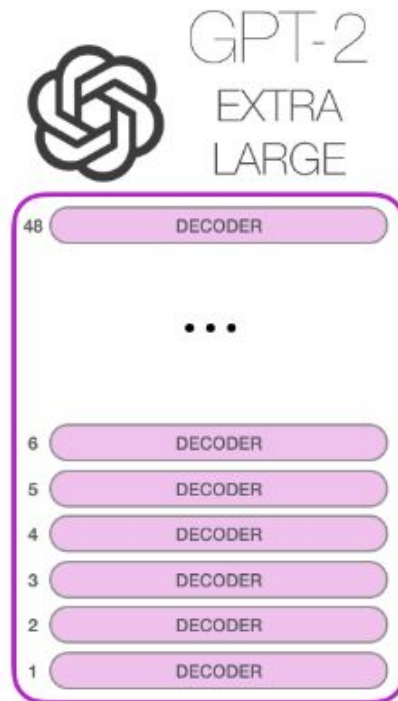 GPT-2
EXTRA
LARGE
48 DECODER
...
6 DECODER
5 DECODER
4 DECODER
3 DECODER
2 DECODER
1 DECODER